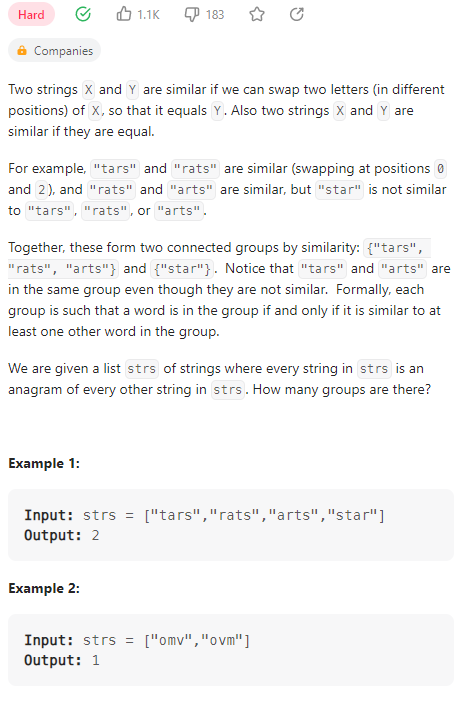 Hard 1.1K 183
Companies
Two strings X and Y are similar if we can swap two letters (in different
positions) of X, so that it equals Y. Also two strings X and Y are
similar if they are equal.
For example, "tars" and "rats" are similar (swapping at positions 0
and 2), and "rats" and "arts" are similar, but "star" is not similar
to "tars", "rats", or "arts".
Together, these form two connected groups by similarity: {"tars",
"rats", "arts"} and {"star"}. Notice that "tars" and "arts" are
in the same group even though they are not similar. Formally, each
group is such that a word is in the group if and only if it is similar to at
least one other word in the group.
We are given a list strs of strings where every string in strs is an
anagram of every other string in strs. How many groups are there?
Example 1:
Input: strs = ["tars","rats","arts","star"]
Output: 2
Example 2:
Input: strs = ["omv","ovm"]
Output: 1